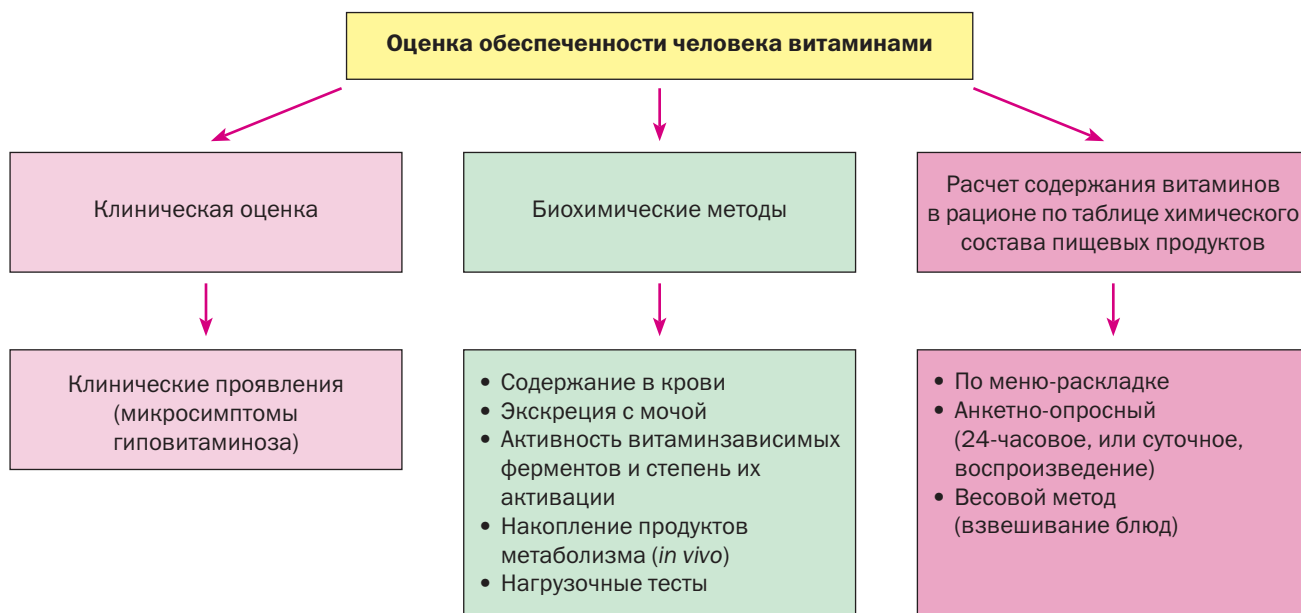 Оценка обеспеченности человека витаминами
Клиническая оценка
Биохимические методы
Расчет содержания витаминов
в рационе по таблице химического
состава пищевых продуктов
Клинические проявления
(микросимптомы
гиповитаминоза)
• Содержание в крови
• Экскреция с мочой
• Активность витаминзависимых
ферментов и степень их
активации
• Накопление продуктов
метаболизма (in vivo)
• Нагрузочные тесты
• По меню-раскладке
• Анкетно-опросный
(24-часовое, или суточное,
воспроизведение)
• Весовой метод
(взвешивание блюд)